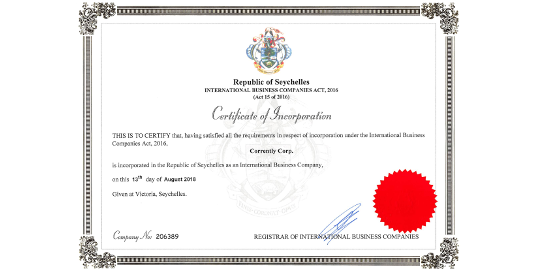 Republic of Seychelles
INTERNATIONAL BUSINESS COMPANIES ACT, 2016
(Act 15 of 2016)
Certificate of Incorporation
THIS IS TO CERTIFY that, having satisfied all the requirements in respect of incorporation under the International Business
Companies Act, 2016,
Corrently Corp.
is incorporated in the Republic of Seychelles as an International Business Company,
on this 13th day of August 2018
Given at Victoria, Seychelles.
Company No: 206389
REGISTRAR OF INTERNATIONAL BUSINESS COMPANIES